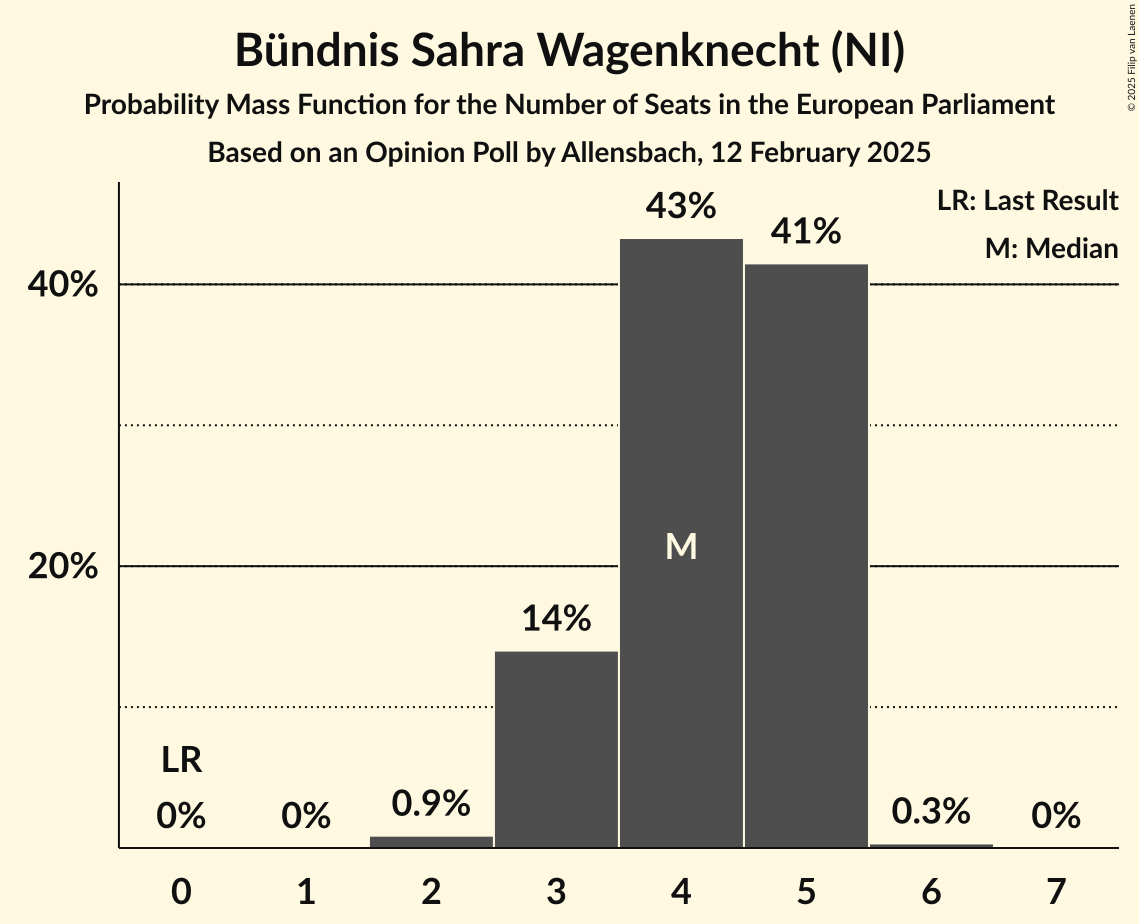 Bündnis Sahra Wagenknecht (NI)
Probability Mass Function for the Number of Seats in the European Parliament
Based on an Opinion Poll by Allensbach, 12 February 2025
© 2025 Filip van Laenen
LR: Last Result
M: Median
43%
41%
40%
M
20%
14%
LR
0%
0%
0.9%
0.3%
0%
0 1 2 3 4 5 6 7